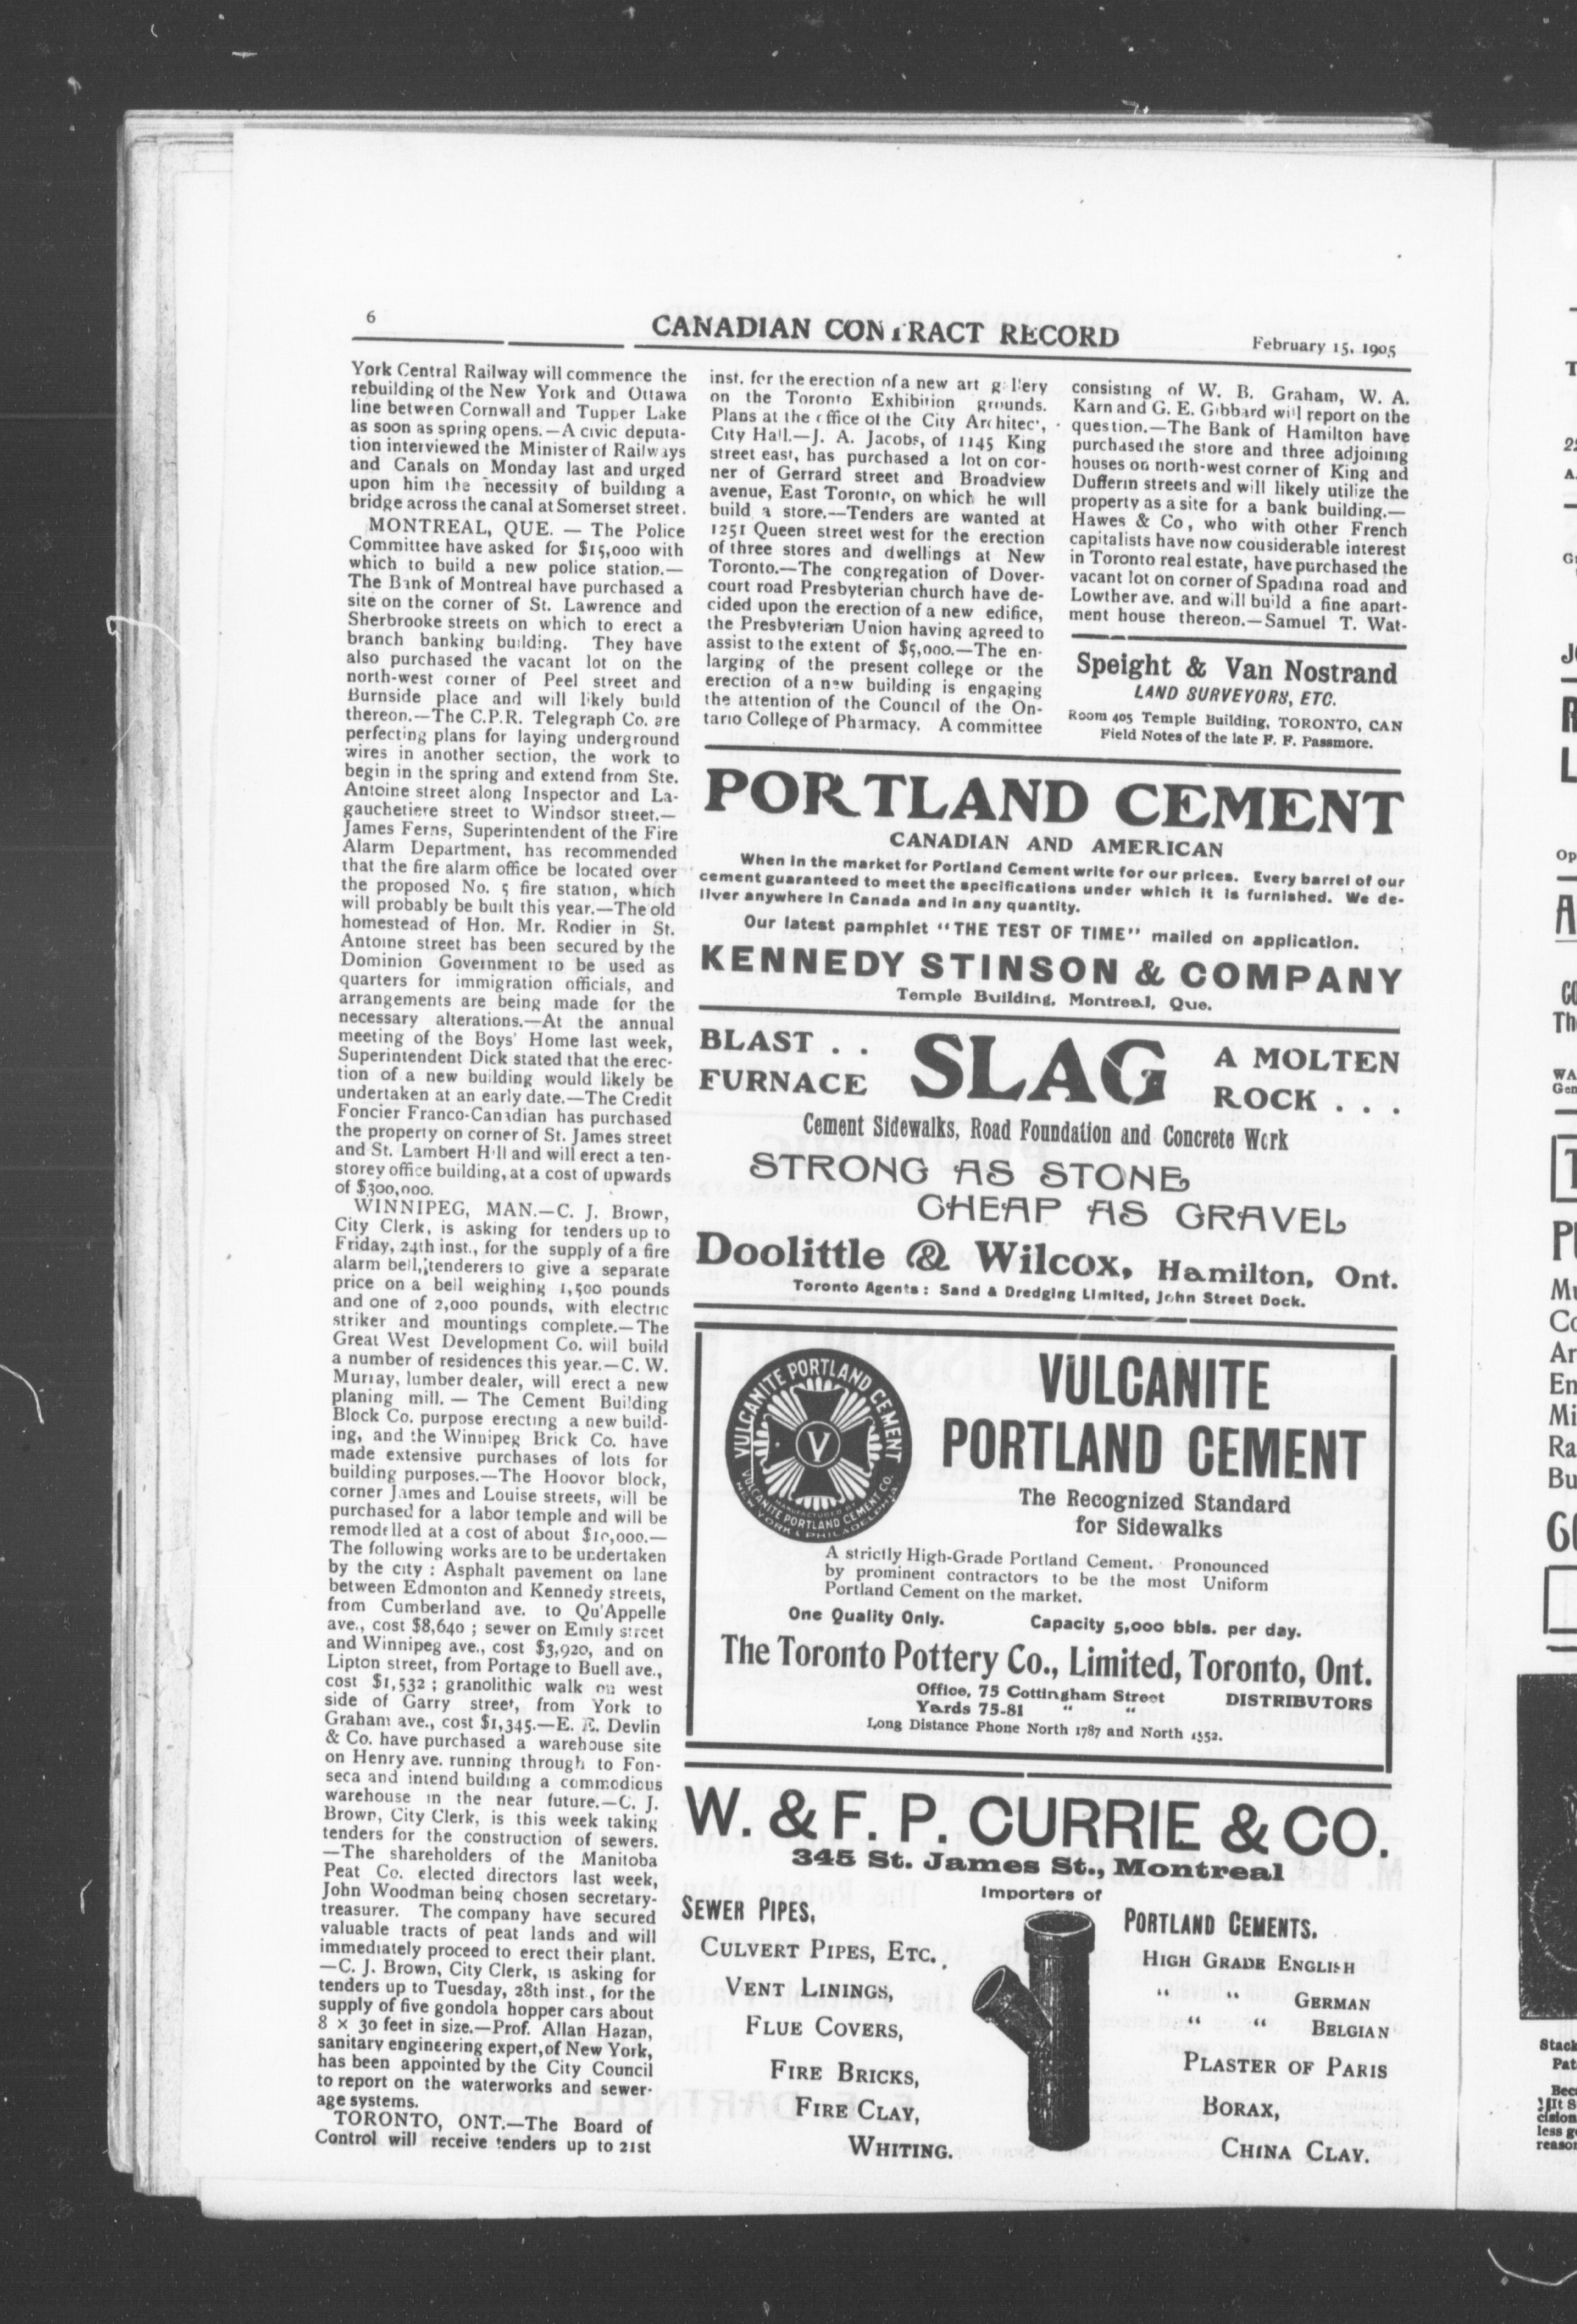 6
CANADIAN CONTRACT RECORD
February 15, 1905
York Central Railway will commence the
rebuilding of the New York and Ottawa
line between Cornwall and Tupper Lake
as soon as spring opens.—A civic deputa-
tion interviewed the Minister of Railways
and Canals on Monday last and urged
upon him the necessity of building a
bridge across the canal at Somerset street.
MONTREAL, QUE. — The Police
Committee have asked for $15,000 with
which to build a new police station.—
The Bank of Montreal have purchased a
site on the corner of St. Lawrence and
Sherbrooke streets on which to erect a
branch banking building. They have
also purchased the vacant lot on the
north-west corner of Peel street and
Burnside place and will likely build
thereon.—The C.P.R. Telegraph Co. are
perfecting plans for laying underground
wires in another section, the work to
begin in the spring and extend from Ste.
Antoine street along Inspector and La-
gauchetiere street to Windsor street.—
James Ferns, Superintendent of the Fire
Alarm Department, has recommended
that the fire alarm office be located over
the proposed No. 5 fire station, which
will probably be built this year.—The old
homestead of Hon. Mr. Rodier in St.
Antoine street has been secured by the
Dominion Government to be used as
quarters for immigration officials, and
arrangements are being made for the
necessary alterations.—At the annual
meeting of the Boys' Home last week,
Superintendent Dick stated that the erec-
tion of a new building would likely be
undertaken at an early date.—The Credit
Foncier Franco-Canadian has purchased
the property on corner of St. James street
and St. Lambert Hill and will erect a ten-
storey office building, at a cost of upwards
of $300,000.
WINNIPEG, MAN.—C. J. Brown,
City Clerk, is asking for tenders up to
Friday, 24th inst., for the supply of a fire
alarm bell, tenderers to give a separate
price on a bell weighing 1,500 pounds
and one of 2,000 pounds, with electric
striker and mountings complete.—The
Great West Development Co. will build
a number of residences this year.—C. W.
Murray, lumber dealer, will erect a new
planing mill. — The Cement Building
Block Co. purpose erecting a new build-
ing, and the Winnipeg Brick Co. have
made extensive purchases of lots for
building purposes.—The Hoovor block,
corner James and Louise streets, will be
purchased for a labor temple and will be
remodelled at a cost of about $10,000.—
The following works are to be undertaken
by the city : Asphalt pavement on lane
between Edmonton and Kennedy streets,
from Cumberland ave. to Qu'Appelle
ave., cost $8,640 ; sewer on Emily street
and Winnipeg ave., cost $3,920, and on
Lipton street, from Portage to Buell ave.,
cost $1,532 ; granolithic walk on west
side of Garry street, from York to
Graham ave., cost $1,345.—E. E. Devlin
& Co. have purchased a warehouse site
on Henry ave. running through to Fon-
seca and intend building a commodious
warehouse in the near future.—C. J.
Brown, City Clerk, is this week taking
tenders for the construction of sewers.
—The shareholders of the Manitoba
Peat Co. elected directors last week,
John Woodman being chosen secretary-
treasurer. The company have secured
valuable tracts of peat lands and will
immediately proceed to erect their plant.
—C. J. Brown, City Clerk, is asking for
tenders up to Tuesday, 28th inst., for the
supply of five gondola hopper cars about
8 × 30 feet in size.—Prof. Allan Hazan,
sanitary engineering expert, of New York,
has been appointed by the City Council
to report on the waterworks and sewer-
age systems.
TORONTO, ONT.—The Board of
Control will receive tenders up to 21st
inst. for the erection of a new art gallery
on the Toronto Exhibition grounds.
Plans at the office of the City Architect,
City Hall.—J. A. Jacobs, of 1145 King
street east, has purchased a lot on cor-
ner of Gerrard street and Broadview
avenue, East Toronto, on which he will
build a store.—Tenders are wanted at
1251 Queen street west for the erection
of three stores and dwellings at New
Toronto.—The congregation of Dover-
court road Presbyterian church have de-
cided upon the erection of a new edifice,
the Presbyterian Union having agreed to
assist to the extent of $5,000.—The en-
larging of the present college or the
erection of a new building is engaging
the attention of the Council of the On-
tario College of Pharmacy. A committee
consisting of W. B. Graham, W. A.
Karn and G. E. Gibbard will report on the
question.—The Bank of Hamilton have
purchased the store and three adjoining
houses on north-west corner of King and
Dufferin streets and will likely utilize the
property as a site for a bank building.—
Hawes & Co, who with other French
capitalists have now cousiderable interest
in Toronto real estate, have purchased the
vacant lot on corner of Spadina road and
Lowther ave. and will build a fine apart-
ment house thereon.—Samuel T. Wat-
Speight & Van Nostrand
LAND SURVEYORS, ETC.
Room 405 Temple Building, TORONTO, CAN
Field Notes of the late F. F. Passmore.
PORTLAND CEMENT
CANADIAN AND AMERICAN
When in the market for Portland Cement write for our prices. Every barrel of our
cement guaranteed to meet the specifications under which it is furnished. We de-
liver anywhere in Canada and in any quantity.
Our latest pamphlet "THE TEST OF TIME" mailed on application.
KENNEDY STINSON & COMPANY
Temple Building, Montreal, Que.
BLAST . . FURNACE
SLAG
A MOLTEN ROCK . . .
Cement Sidewalks, Road Foundation and Concrete Work
STRONG AS STONE
CHEAP AS GRAVEL
Doolittle & Wilcox, Hamilton, Ont.
Toronto Agents : Sand & Dredging Limited, John Street Dock.
VULCANITE PORTLAND CEMENT
V
MANUFACTURED BY
VULCANITE PORTLAND CEMENT CO.
NEW YORK & PHILADELPHIA
VULCANITE
PORTLAND CEMENT
The Recognized Standard
for Sidewalks
A strictly High-Grade Portland Cement. Pronounced
by prominent contractors to be the most Uniform
Portland Cement on the market.
One Quality Only. Capacity 5,000 bbls. per day.
The Toronto Pottery Co., Limited, Toronto, Ont.
Office, 75 Cottingham Street DISTRIBUTORS
Yards 75-81 " "
Long Distance Phone North 1787 and North 1552.
W. & F. P. CURRIE & CO.
345 St. James St., Montreal
Importers of
SEWER PIPES,
CULVERT PIPES, ETC.,
VENT LININGS,
FLUE COVERS,
FIRE BRICKS,
FIRE CLAY,
WHITING.
PORTLAND CEMENTS.
HIGH GRADE ENGLISH
" " GERMAN
" " BELGIAN
PLASTER OF PARIS
BORAX,
CHINA CLAY.